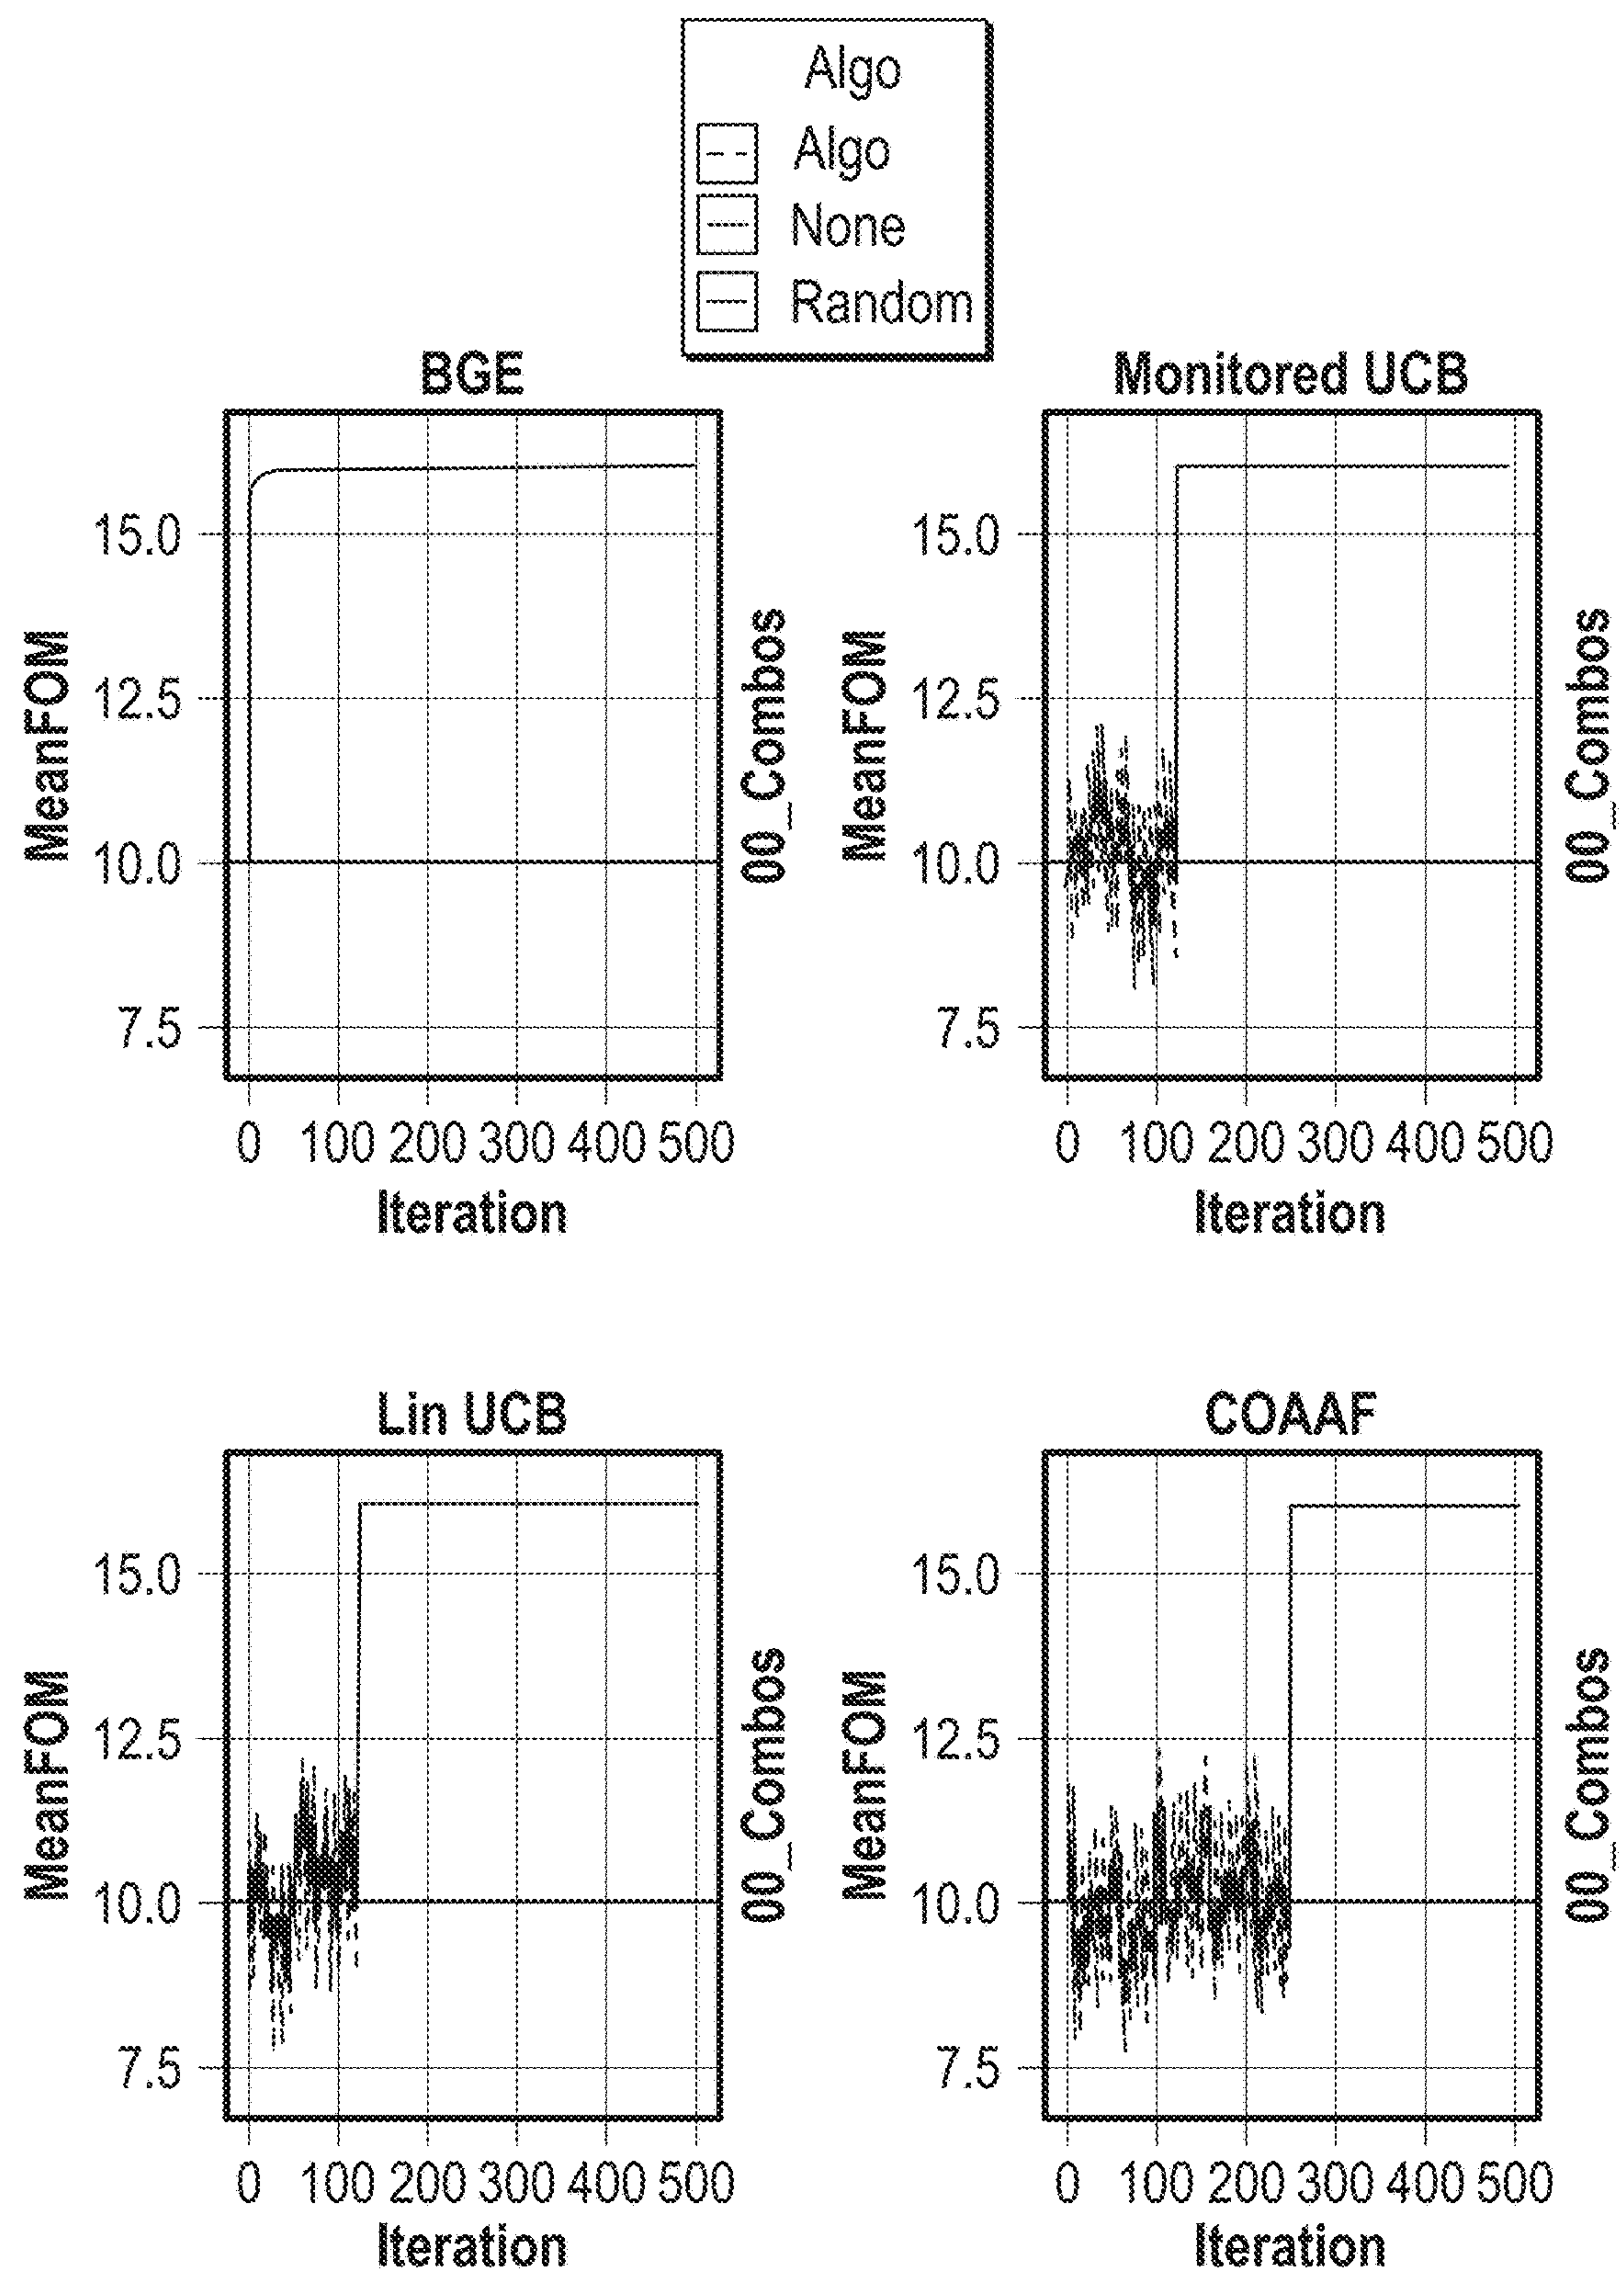 Algo
Algo
None
Random
BGE
MeanFOM
15.0
12.5
10.0
7.5
00_Combos
0 100 200 300 400 500
Iteration
Monitored UCB
MeanFOM
15.0
12.5
10.0
7.5
00_Combos
0 100 200 300 400 500
Iteration
Lin UCB
MeanFOM
15.0
12.5
10.0
7.5
00_Combos
0 100 200 300 400 500
Iteration
COAAF
MeanFOM
15.0
12.5
10.0
7.5
00_Combos
0 100 200 300 400 500
Iteration